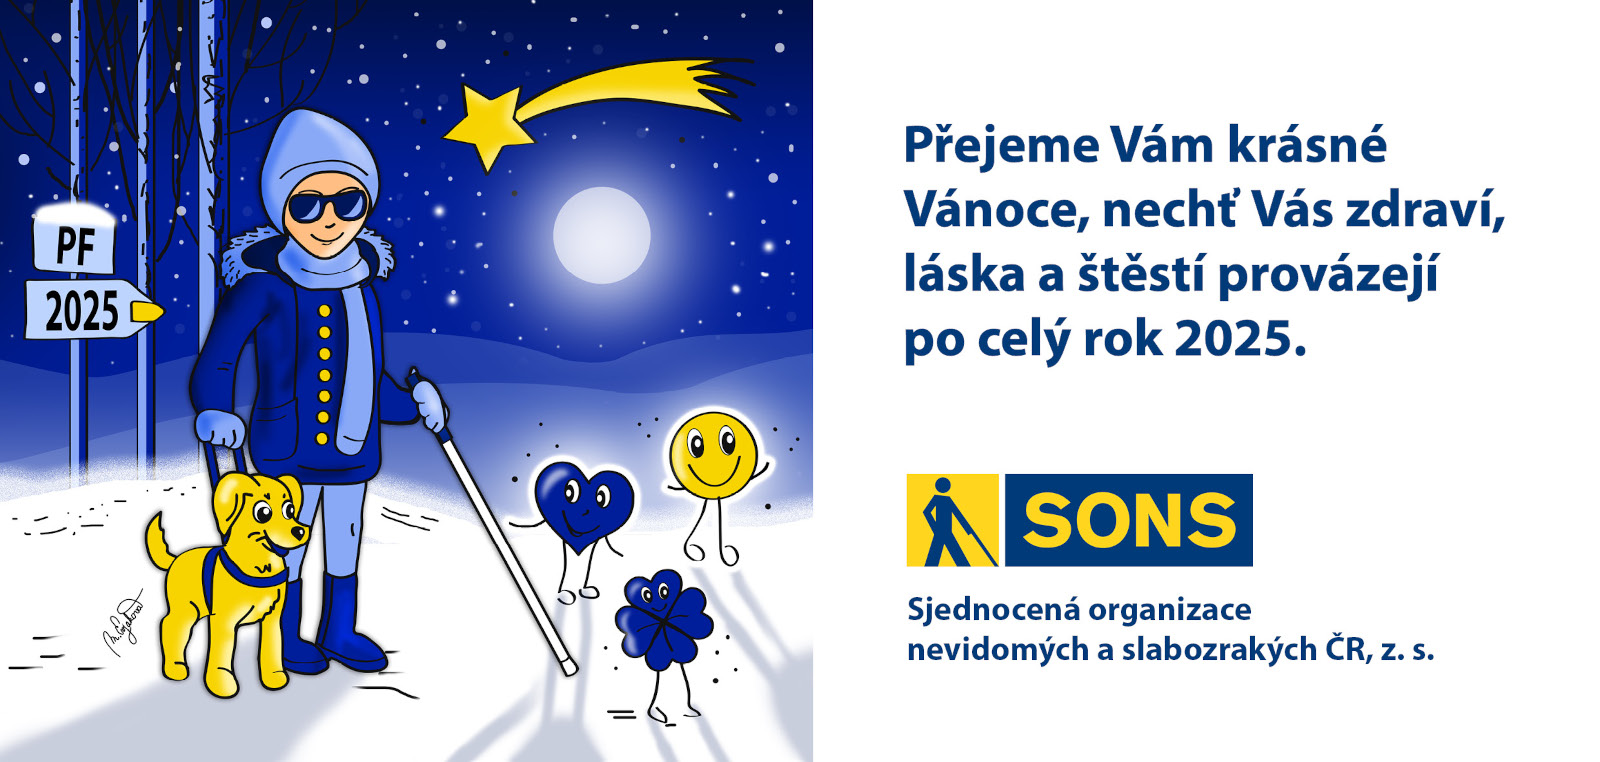 PF
2025
Přejeme Vám krásné
Vánoce, nechť Vás zdraví,
láska a štěstí provázejí
po celý rok 2025.
SONS
Sjednocená organizace
nevidomých a slabozrakých ČR, z. s.